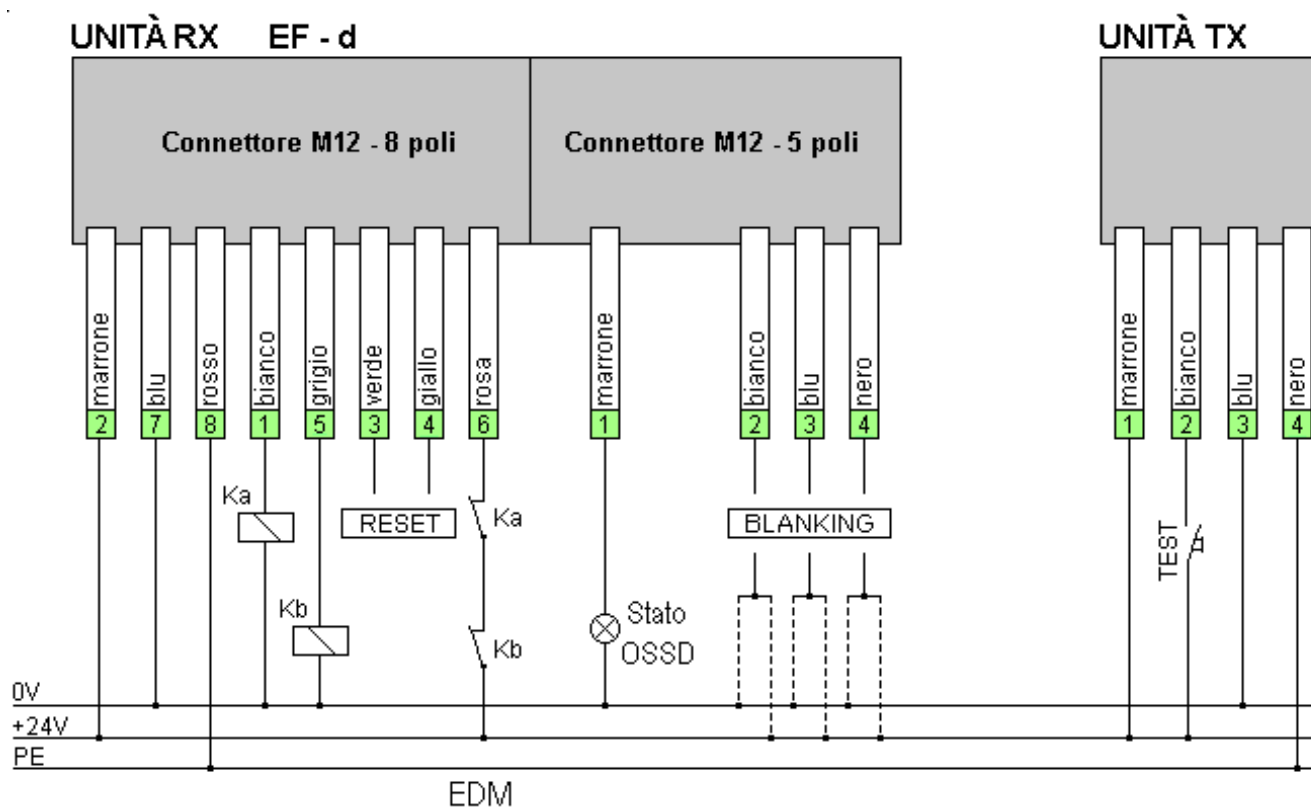 UNITÀ RX EF - d
UNITÀ TX
Connettore M12 - 8 poli
Connettore M12 - 5 poli
marrone
blu
rosso
bianco
grigio
verde
giallo
rosa
marrone
bianco
blu
nero
marrone
bianco
blu
nero
2 7 8 1 5 3 4 6 1 2 3 4 1 2 3 4
Ka
RESET
Ka
BLANKING
TEST
Kb
Kb
Stato
OSSD
0V
+24V
PE
EDM